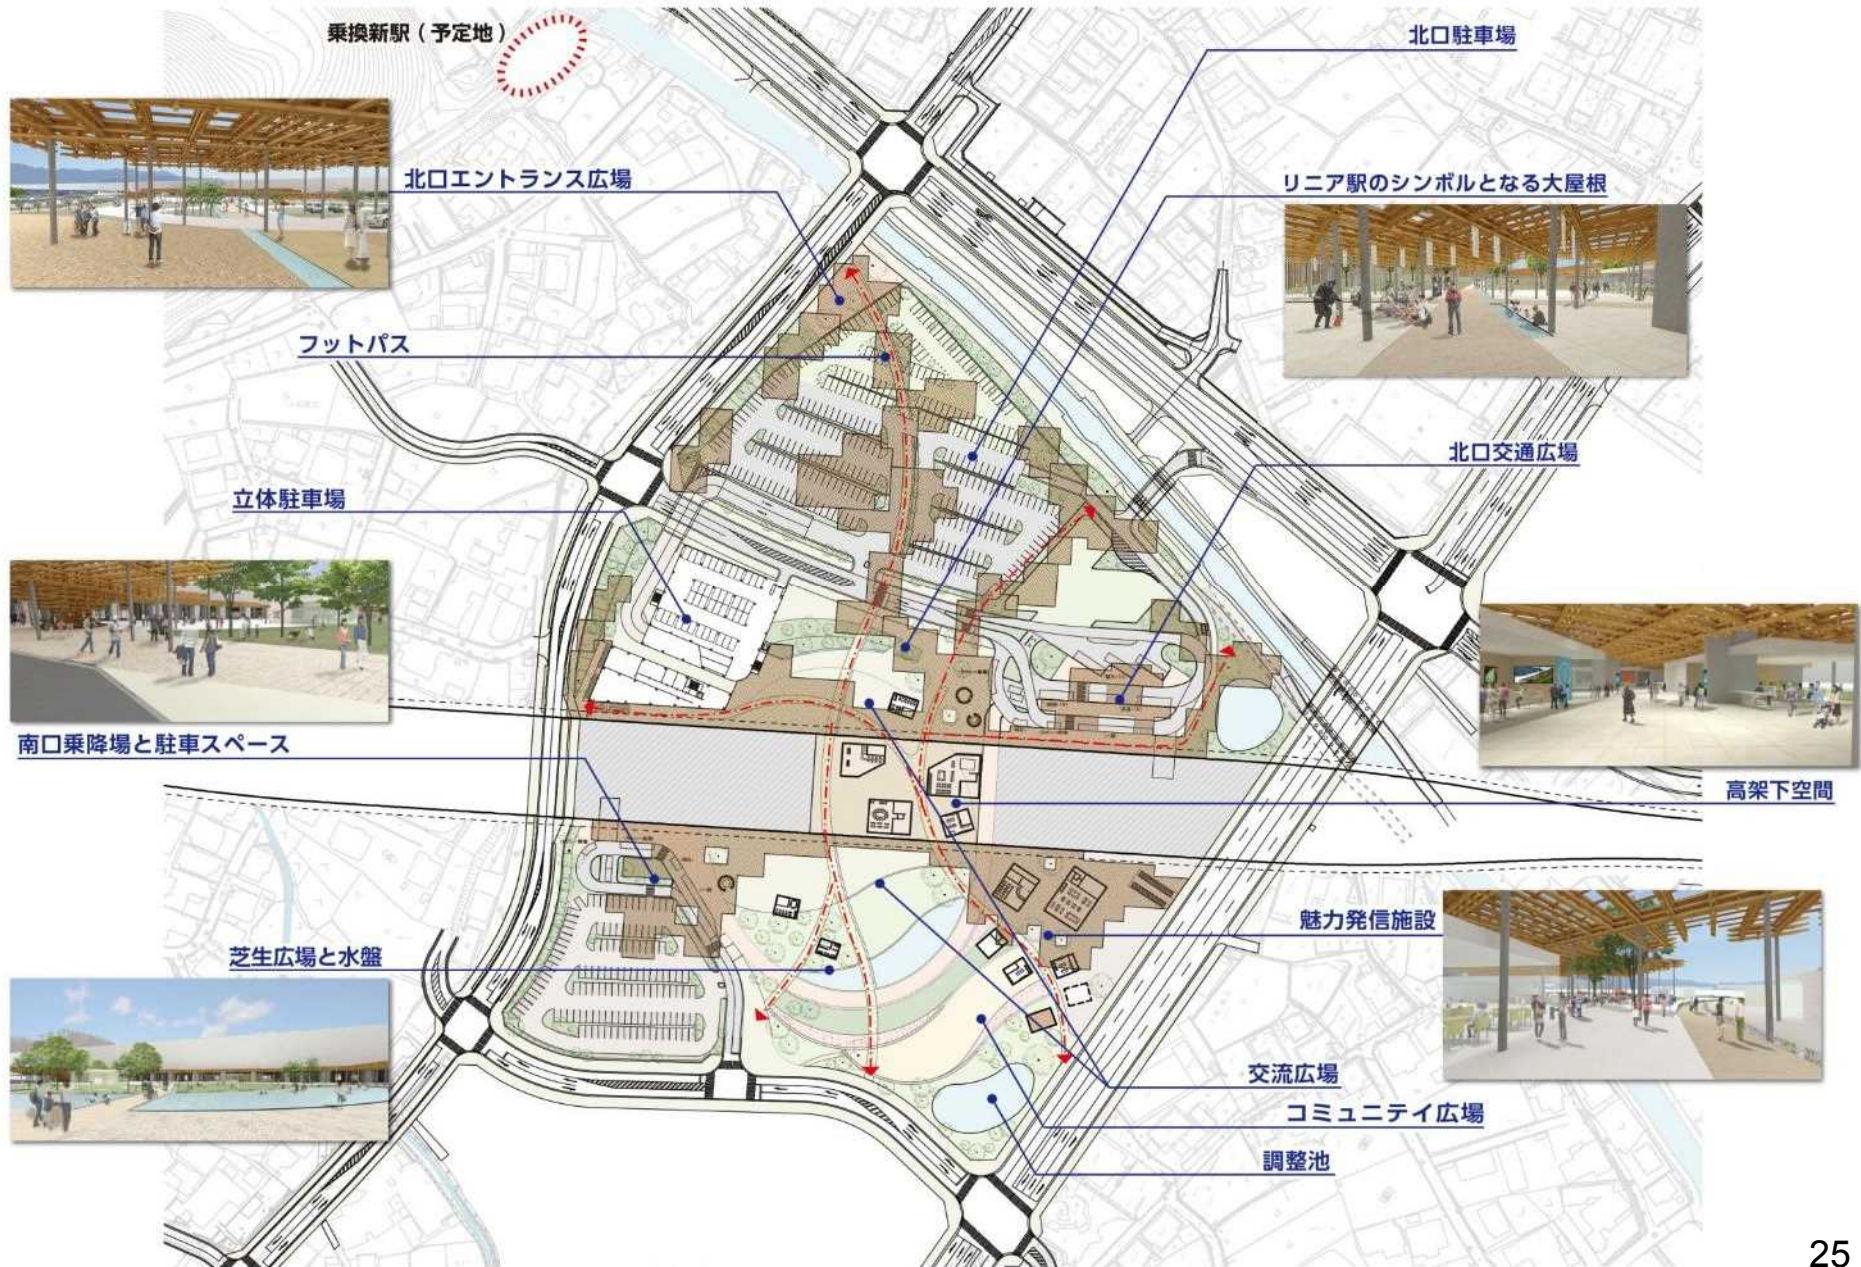 乗換新駅（予定地）
北口駐車場
北口エントランス広場
リニア駅のシンボルとなる大屋根
フットパス
北口交通広場
立体駐車場
南口乗降場と駐車スペース
高架下空間
魅力発信施設
芝生広場と水盤
交流広場
コミュニテイ広場
調整池
25